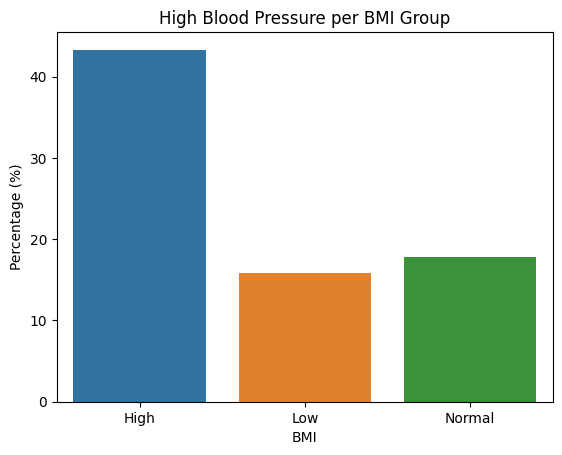 High Blood Pressure per BMI Group
Percentage (%)
40
30
20
10
0
High Low Normal
BMI